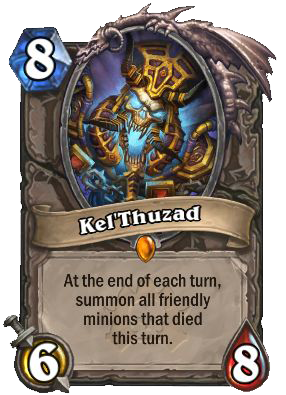 8
Kel'Thuzad
At the end of each turn,
summon all friendly
minions that died
this turn.
6
8